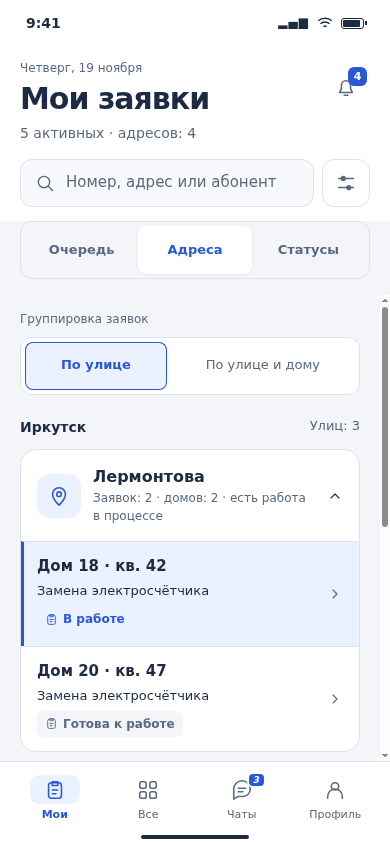 9:41
Четверг, 19 ноября
4
Мои заявки
5 активных · адресов: 4
Номер, адрес или абонент
Очередь
Адреса
Статусы
Группировка заявок
По улице
По улице и дому
Иркутск
Улиц: 3
Лермонтова
Заявок: 2 · домов: 2 · есть работа
в процессе
Дом 18 · кв. 42
Замена электросчётчика
В работе
Дом 20 · кв. 47
Замена электросчётчика
Готова к работе
3
Мои
Все
Чаты
Профиль